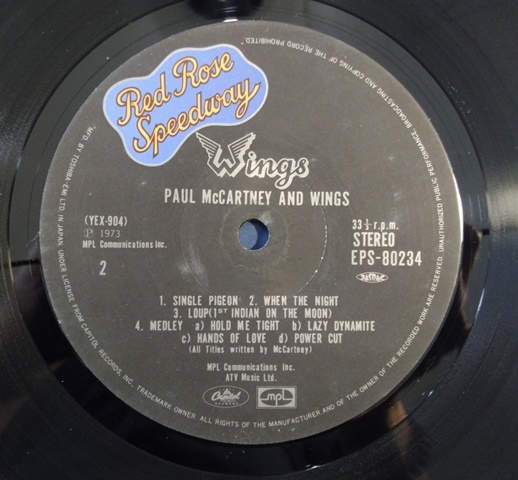 Red Rose
Speedway
Wings
PAUL McCARTNEY AND WINGS
(YEX-904)
Ⓟ 1973
MPL Communications Inc.
2
33⅓ r.p.m.
STEREO
EPS-80234
JASRAC
1. SINGLE PIGEON 2. WHEN THE NIGHT
3. LOUP (1ST INDIAN ON THE MOON)
4. MEDLEY a) HOLD ME TIGHT b) LAZY DYNAMITE
c) HANDS OF LOVE d) POWER CUT
(All Titles written by McCartney)
MPL Communications Inc.
ATV Music Ltd.
Capitol
RECORDS
mpl
"MF'D. BY TOSHIBA-EMI LTD IN JAPAN UNDER LICENSE FROM CAPITOL RECORDS, INC. TRADEMARK OWNER. ALL RIGHTS OF THE MANUFACTURER AND OF THE OWNER OF THE RECORDED WORK ARE RESERVED. UNAUTHORIZED PUBLIC PERFORMANCE, BROADCASTING AND COPYING OF THE RECORD PROHIBITED."